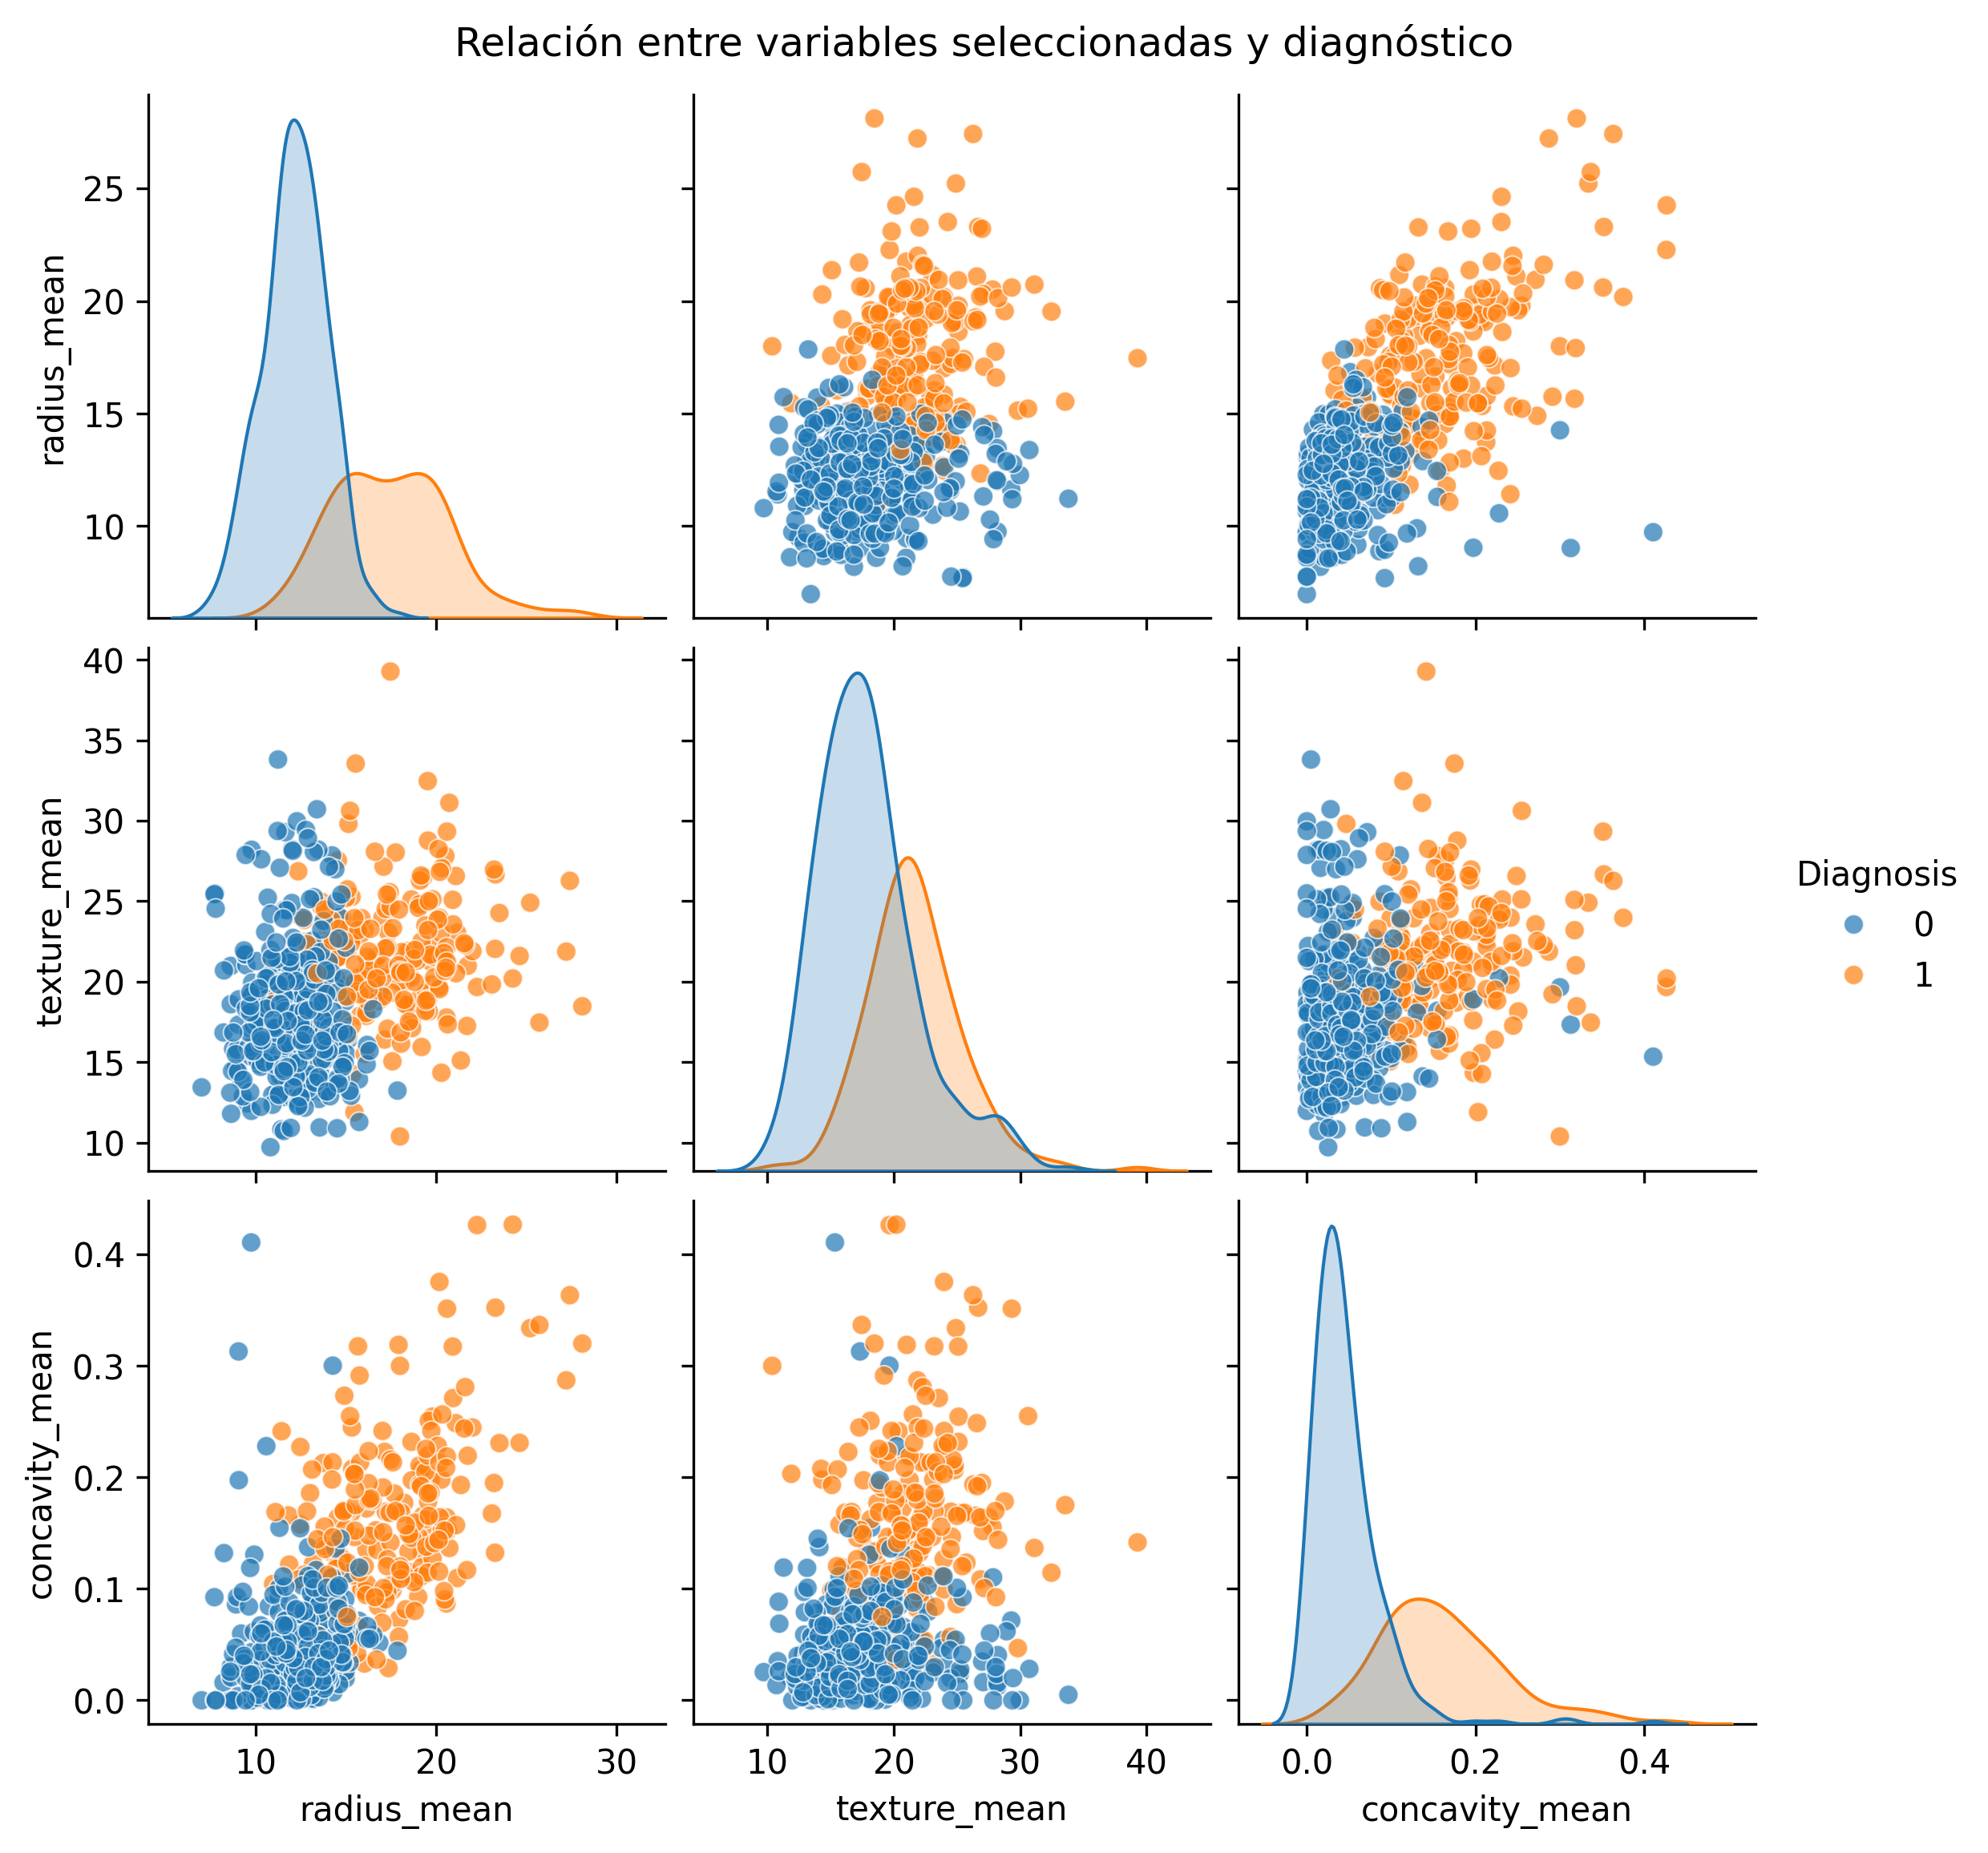 Relación entre variables seleccionadas y diagnóstico
radius_mean
25
20
15
10
texture_mean
40
35
30
25
20
15
10
concavity_mean
0.4
0.3
0.2
0.1
0.0
10 20 30
10 20 30 40
0.0 0.2 0.4
radius_mean
texture_mean
concavity_mean
Diagnosis
0
1